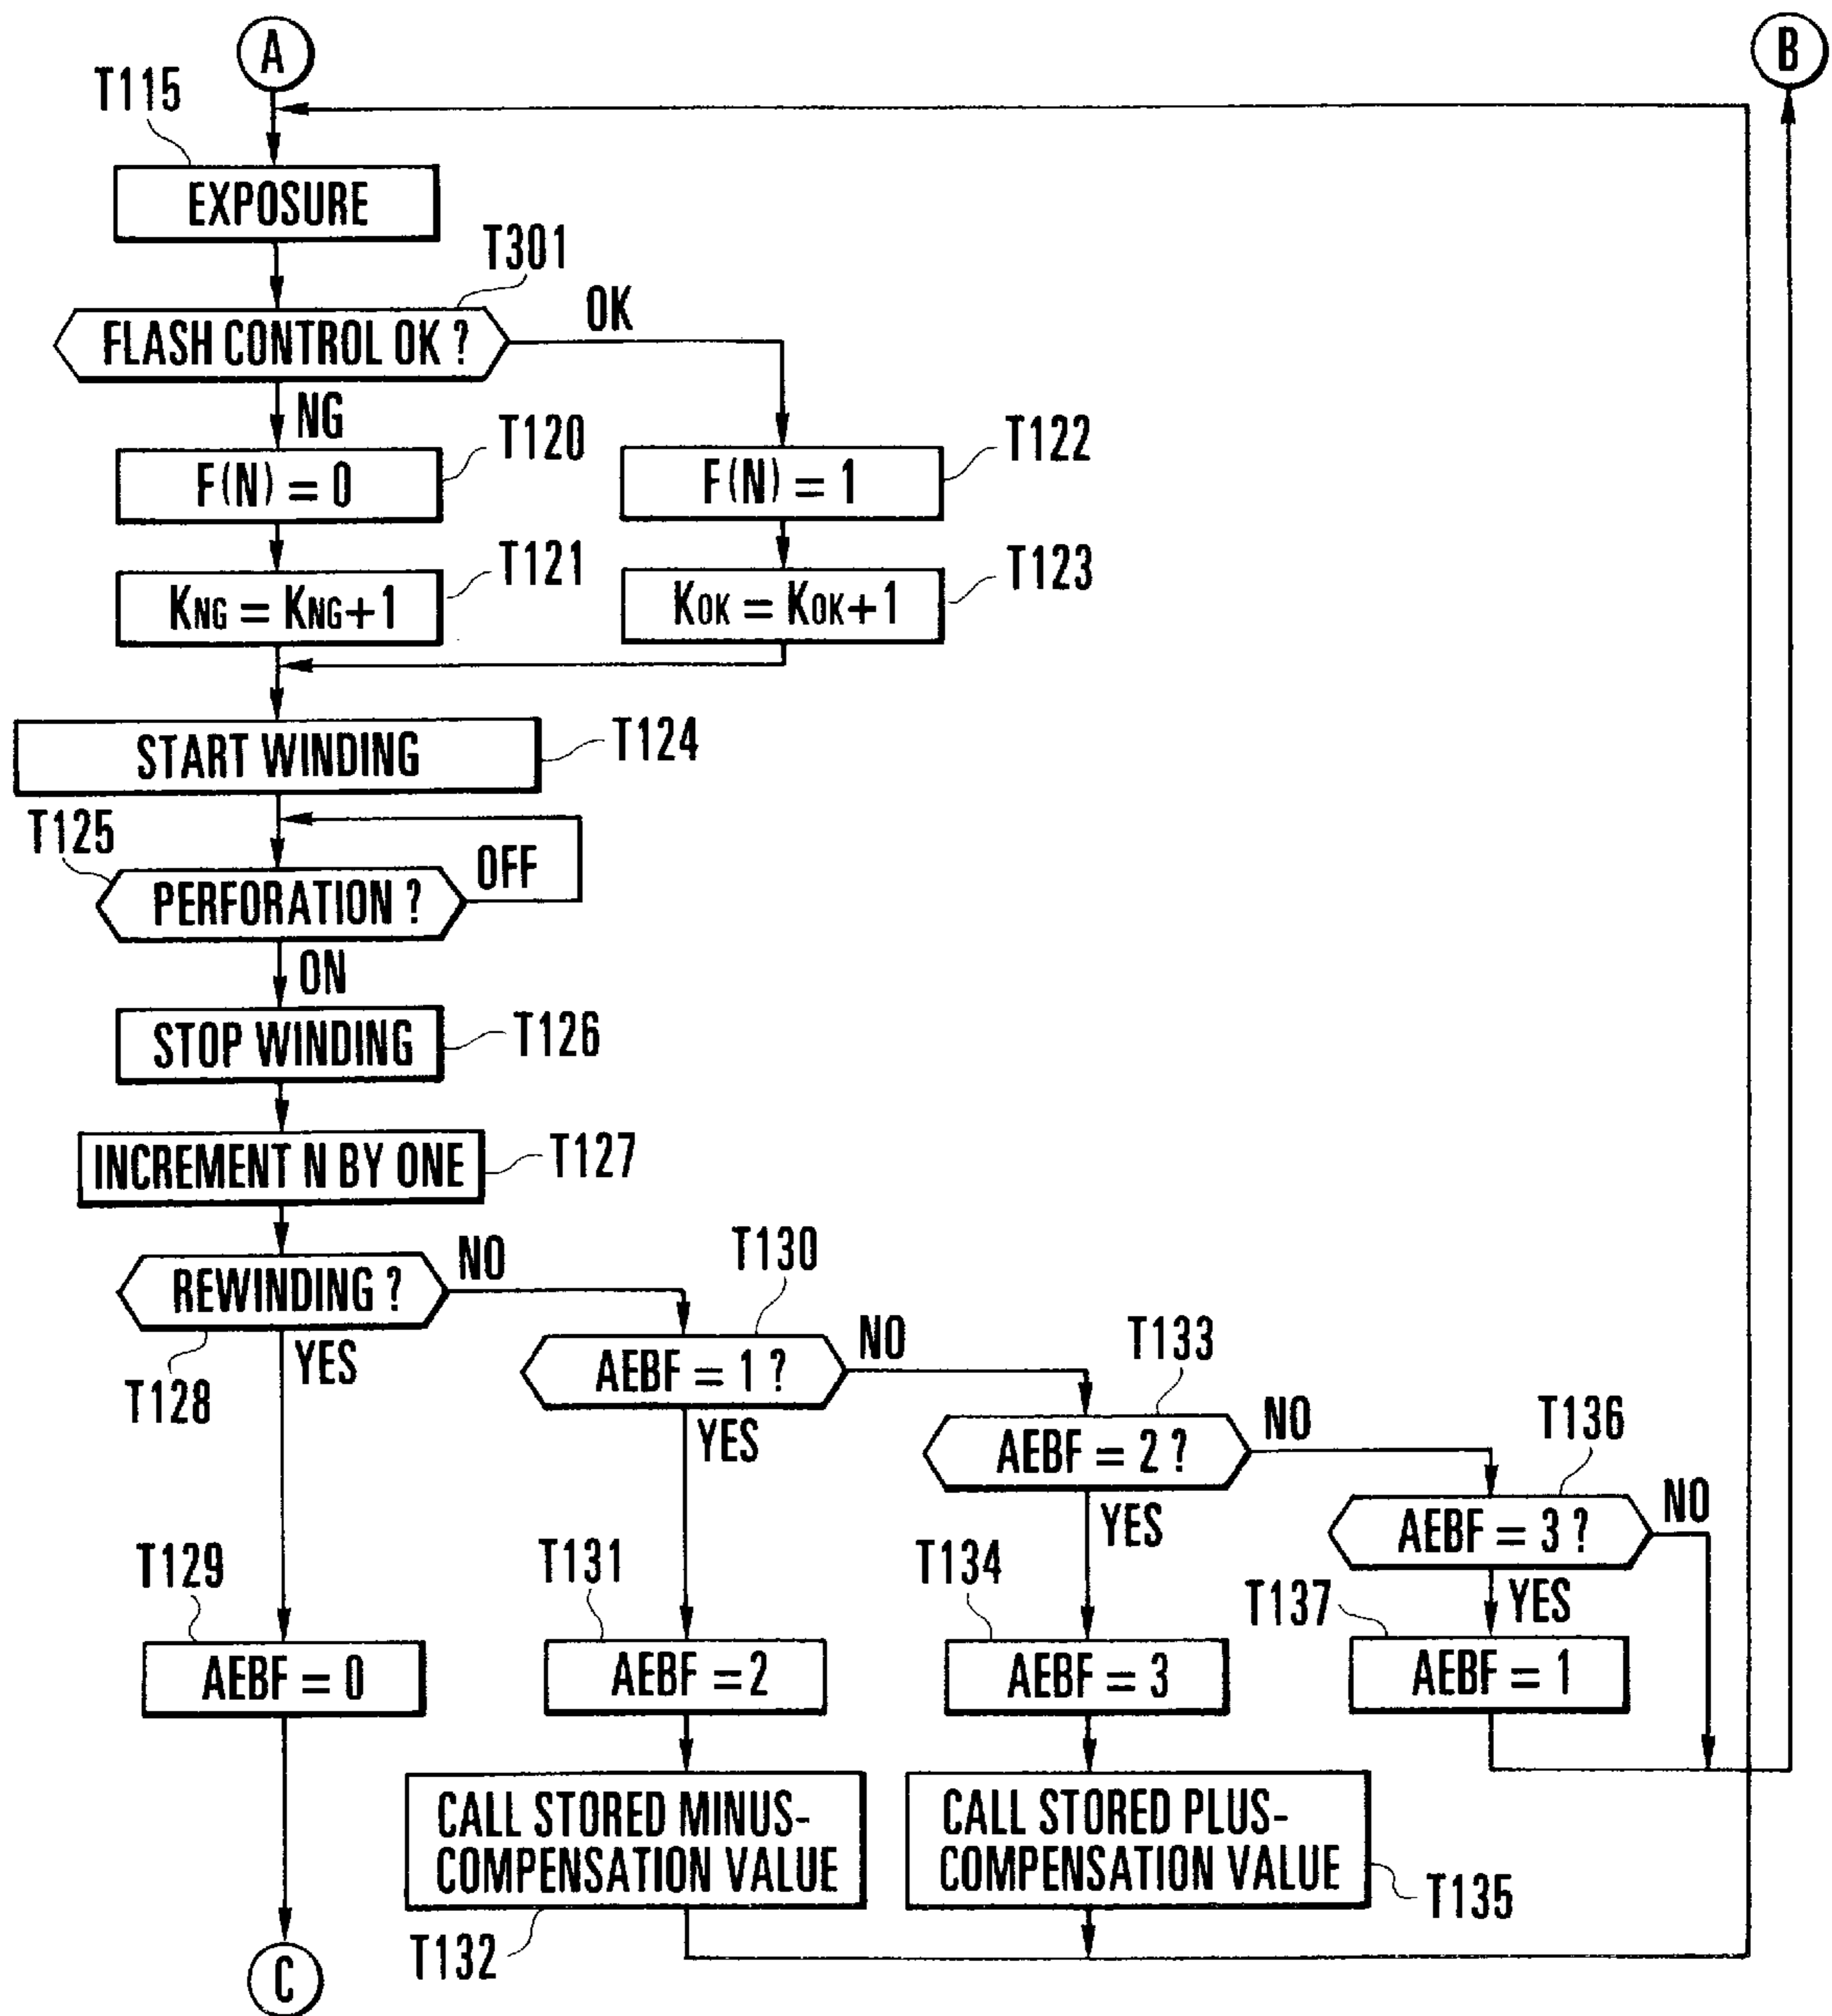 A
B
T115
EXPOSURE
T301
FLASH CONTROL OK ?
OK
NG
T120
F(N) = 0
T122
F(N) = 1
T121
KNG = KNG+1
T123
KOK = KOK+1
START WINDING
T124
T125
PERFORATION ?
OFF
ON
STOP WINDING
T126
INCREMENT N BY ONE
T127
REWINDING ?
NO
YES
T128
T130
AEBF = 1 ?
NO
YES
T133
AEBF = 2 ?
NO
YES
T136
AEBF = 3 ?
NO
YES
T129
AEBF = 0
T131
AEBF = 2
T134
AEBF = 3
T137
AEBF = 1
CALL STORED MINUS-
COMPENSATION VALUE
T132
CALL STORED PLUS-
COMPENSATION VALUE
T135
C